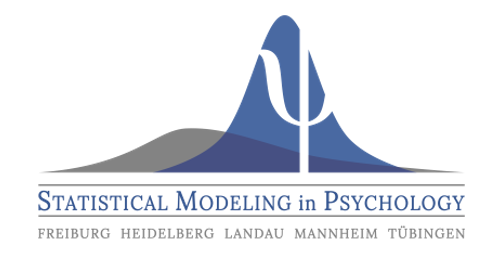 ψ
STATISTICAL MODELING in PSYCHOLOGY
FREIBURG HEIDELBERG LANDAU MANNHEIM TÜBINGEN